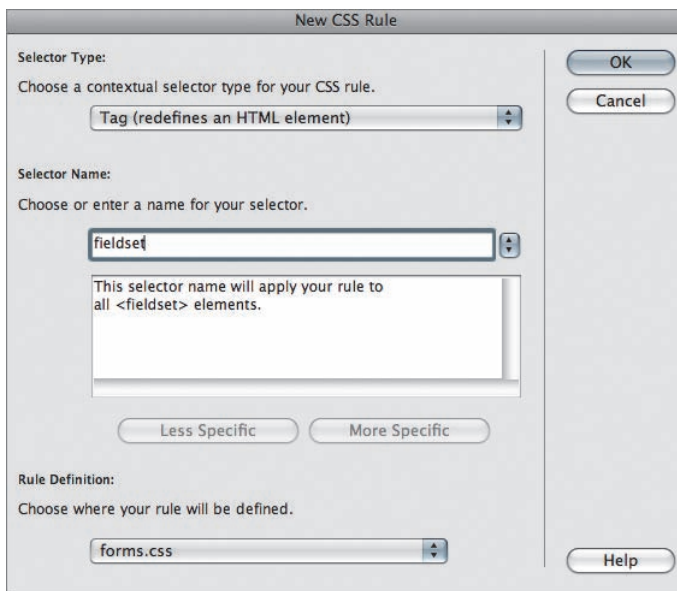 New CSS Rule
Selector Type:
Choose a contextual selector type for your CSS rule.
Tag (redefines an HTML element)
Selector Name:
Choose or enter a name for your selector.
fieldset
This selector name will apply your rule to
all <fieldset> elements.
Less Specific
More Specific
Rule Definition:
Choose where your rule will be defined.
forms.css
OK
Cancel
Help